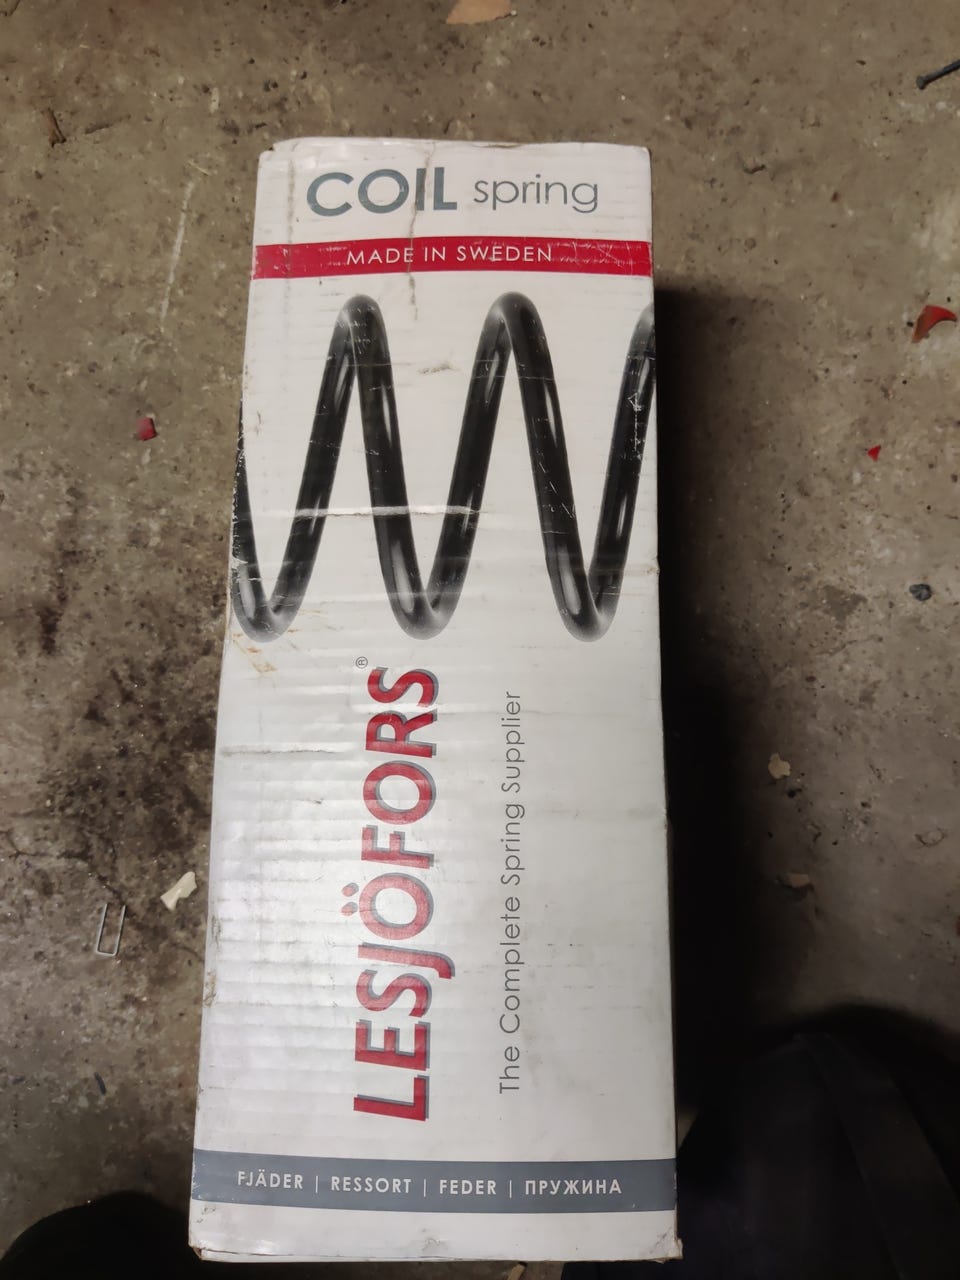 COIL spring
MADE IN SWEDEN
LESJÖFORS®
The Complete Spring Supplier
FJÄDER | RESSORT | FEDER | ПРУЖИНА